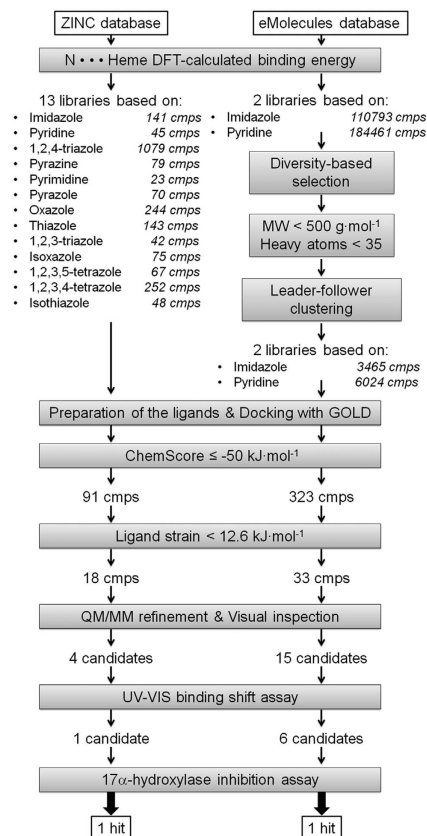 ZINC database
eMolecules database
N • • • Heme DFT-calculated binding energy
13 libraries based on:
• Imidazole 141 cmps
• Pyridine 45 cmps
• 1,2,4-triazole 1079 cmps
• Pyrazine 79 cmps
• Pyrimidine 23 cmps
• Pyrazole 70 cmps
• Oxazole 244 cmps
• Thiazole 143 cmps
• 1,2,3-triazole 42 cmps
• Isoxazole 75 cmps
• 1,2,3,5-tetrazole 67 cmps
• 1,2,3,4-tetrazole 252 cmps
• Isothiazole 48 cmps
2 libraries based on:
• Imidazole 110793 cmps
• Pyridine 184461 cmps
Diversity-based
selection
MW < 500 g·mol⁻¹
Heavy atoms < 35
Leader-follower
clustering
2 libraries based on:
• Imidazole 3465 cmps
• Pyridine 6024 cmps
Preparation of the ligands & Docking with GOLD
ChemScore ≤ -50 kJ·mol⁻¹
91 cmps
323 cmps
Ligand strain < 12.6 kJ·mol⁻¹
18 cmps
33 cmps
QM/MM refinement & Visual inspection
4 candidates
15 candidates
UV-VIS binding shift assay
1 candidate
6 candidates
17α-hydroxylase inhibition assay
1 hit
1 hit